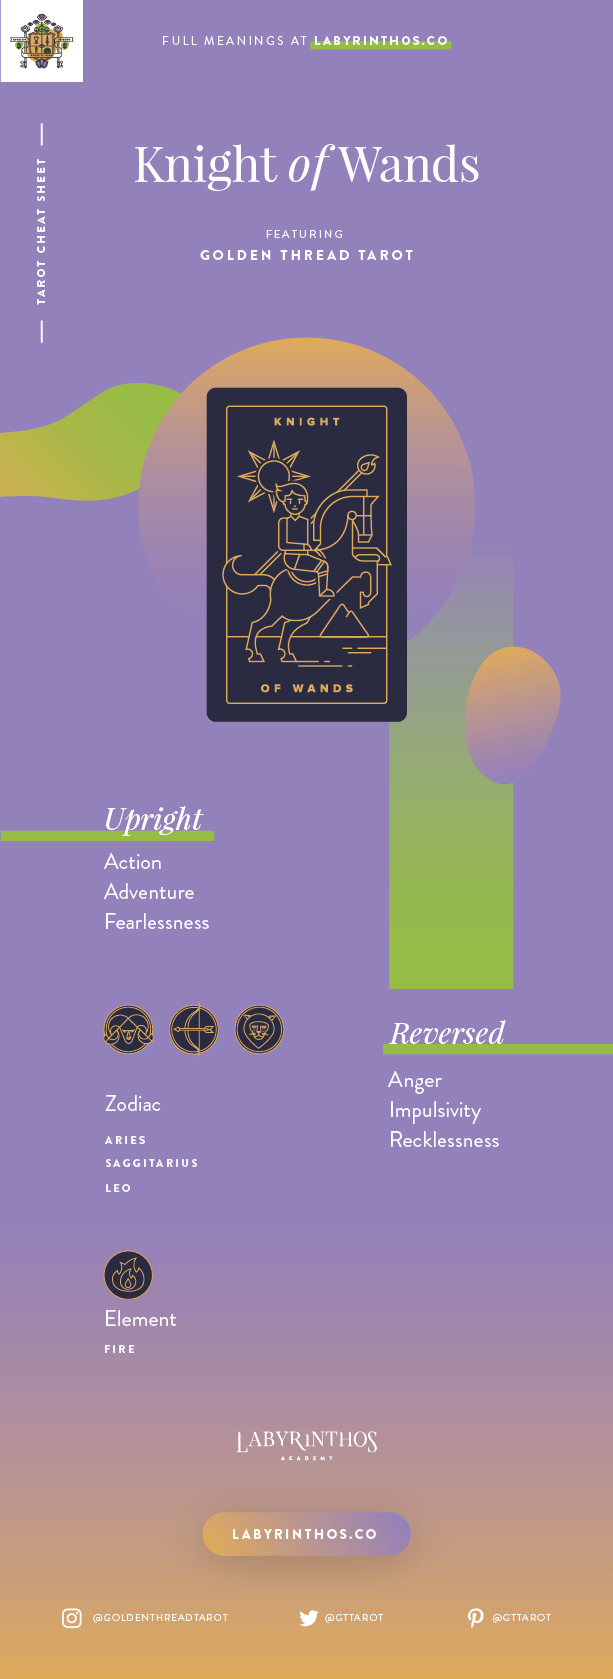 FULL MEANINGS AT LABYRINTHOS.CO
TAROT CHEAT SHEET
Knight of Wands
FEATURING
GOLDEN THREAD TAROT
KNIGHT
OF WANDS
Upright
Action
Adventure
Fearlessness
Reversed
Anger
Impulsivity
Recklessness
Zodiac
ARIES
SAGGITARIUS
LEO
Element
FIRE
LABYRINTHOS
ACADEMY
LABYRINTHOS.CO
@GOLDENTHREADTAROT
@GTTAROT
@GTTAROT